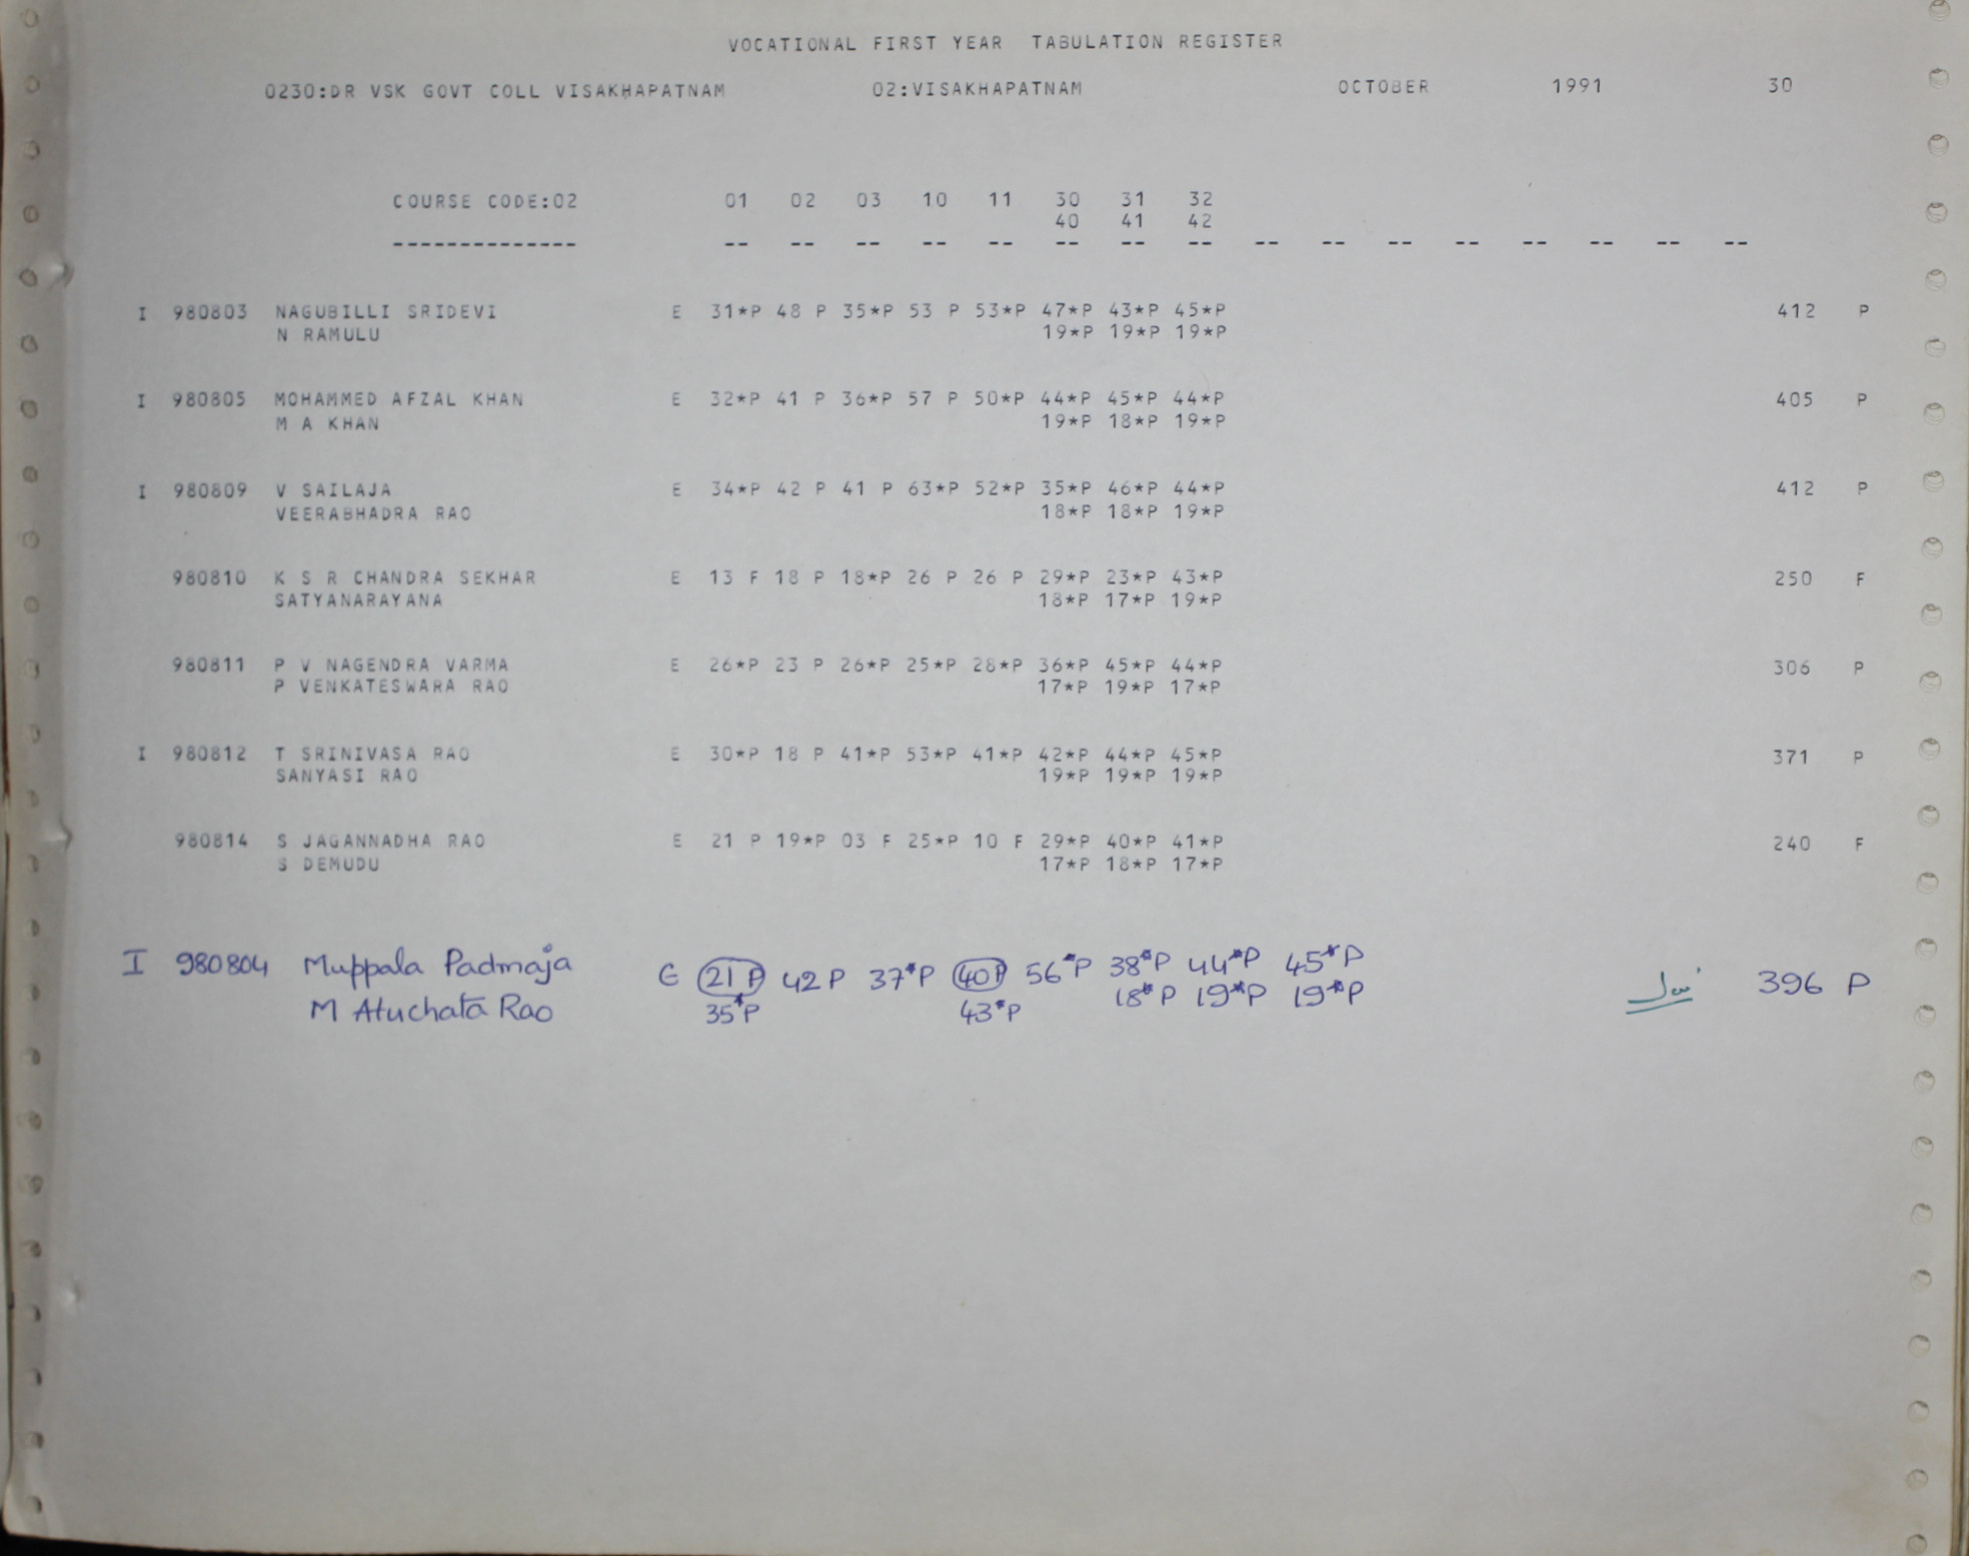 VOCATIONAL FIRST YEAR TABULATION REGISTER
0230:DR VSK GOVT COLL VISAKHAPATNAM 02:VISAKHAPATNAM OCTOBER 1991 30
COURSE CODE:02 01 02 03 10 11 30 31 32
40 41 42
-------------- -- -- -- -- -- -- -- -- -- -- -- -- -- -- -- --
I 980803 NAGUBILLI SRIDEVI E 31*P 48 P 35*P 53 P 53*P 47*P 43*P 45*P 412 P
N RAMULU 19*P 19*P 19*P
I 980805 MOHAMMED AFZAL KHAN E 32*P 41 P 36*P 57 P 50*P 44*P 45*P 44*P 405 P
M A KHAN 19*P 18*P 19*P
I 980809 V SAILAJA E 34*P 42 P 41 P 63*P 52*P 35*P 46*P 44*P 412 P
VEERABHADRA RAO 18*P 18*P 19*P
980810 K S R CHANDRA SEKHAR E 13 F 18 P 18*P 26 P 26 P 29*P 23*P 43*P 250 F
SATYANARAYANA 18*P 17*P 19*P
980811 P V NAGENDRA VARMA E 26*P 23 P 26*P 25*P 28*P 36*P 45*P 44*P 306 P
P VENKATESWARA RAO 17*P 19*P 17*P
I 980812 T SRINIVASA RAO E 30*P 18 P 41*P 53*P 41*P 42*P 44*P 45*P 371 P
SANYASI RAO 19*P 19*P 19*P
980814 S JAGANNADHA RAO E 21 P 19*P 03 F 25*P 10 F 29*P 40*P 41*P 240 F
S DEMUDU 17*P 18*P 17*P
I 980804 Muppala Padmaja E 21 P 42 P 37*P 40 P 56*P 38*P 44*P 45*P 396 P
M Atuchata Rao 35*P 43*P 18*P 19*P 19*P